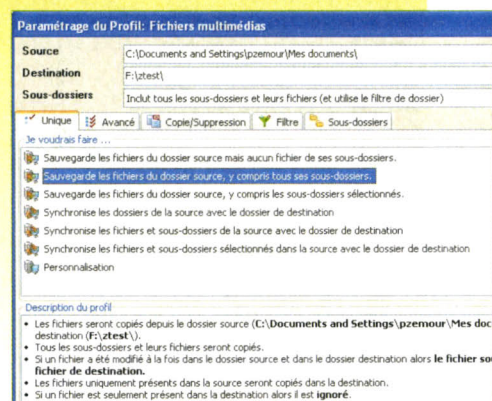 Paramétrage du Profil: Fichiers multimédias
Source C:\Documents and Settings\pzemour\Mes documents\
Destination F:\ztest\
Sous-dossiers Inclut tous les sous-dossiers et leurs fichiers (et utilise le filtre de dossier)
Unique Avancé Copie/Suppression Filtre Sous-dossiers
Je voudrais faire ...
Sauvegarde les fichiers du dossier source mais aucun fichier de ses sous-dossiers.
Sauvegarde les fichiers du dossier source, y compris tous ses sous-dossiers.
Sauvegarde les fichiers du dossier source, y compris les sous-dossiers sélectionnés.
Synchronise les dossiers de la source avec le dossier de destination
Synchronise les fichiers et sous-dossiers de la source avec le dossier de destination
Synchronise les fichiers et sous-dossiers sélectionnés dans la source avec le dossier de destination
Personnalisation
Description du profil
• Les fichiers seront copiés depuis le dossier source (C:\Documents and Settings\pzemour\Mes doc
destination (F:\ztest\).
• Tous les sous-dossiers et leurs fichiers seront copiés.
• Si un fichier a été modifié à la fois dans le dossier source et dans le dossier destination alors le fichier sou
fichier de destination.
• Les fichiers uniquement présents dans la source seront copiés dans la destination.
• Si un fichier est seulement présent dans la destination alors il est ignoré.